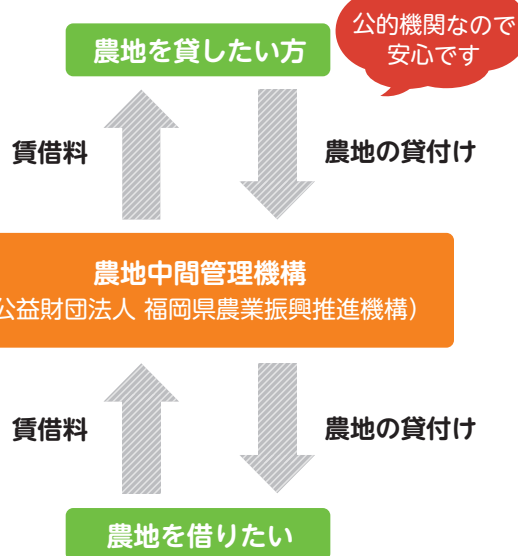 公的機関なので
安心です
農地を貸したい方
賃借料
農地の貸付け
農地中間管理機構
公益財団法人 福岡県農業振興推進機構）
賃借料
農地の貸付け
農地を借りたい